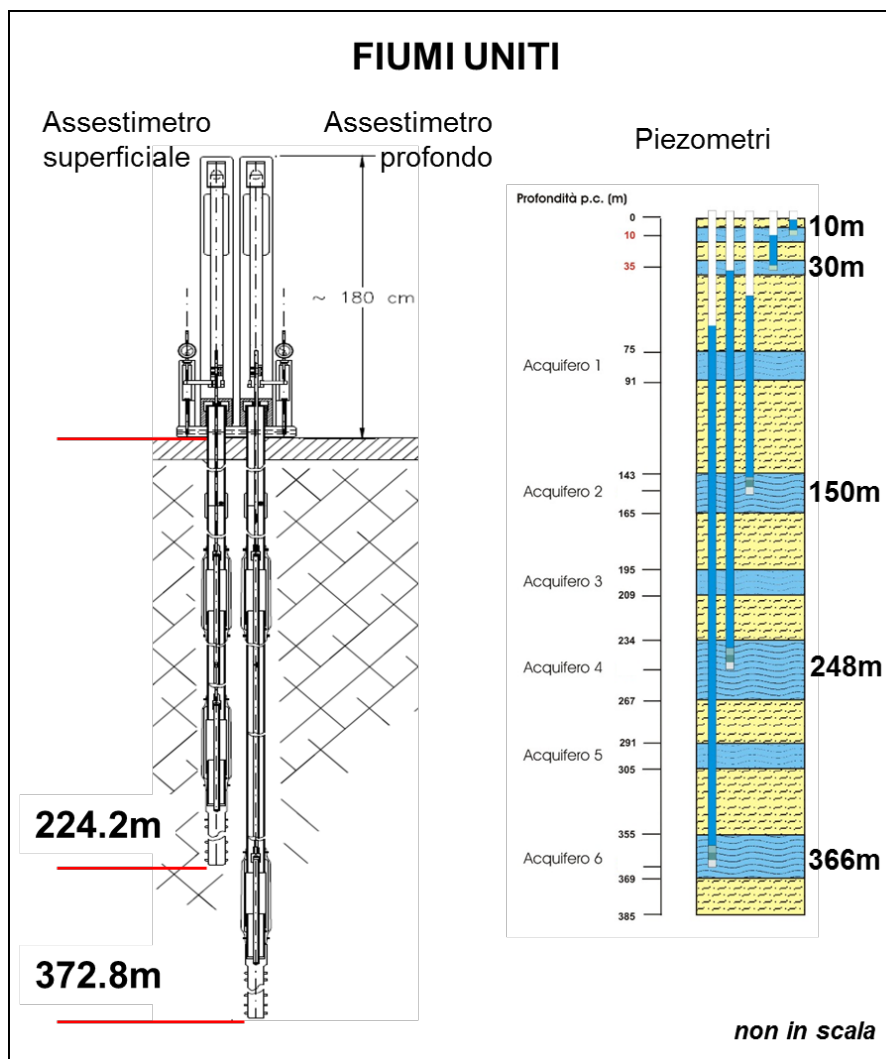 FIUMI UNITI
Assestimetro
superficiale
Assestimetro
profondo
~ 180 cm
224.2m
372.8m
Piezometri
Profondità p.c. (m)
0
10
35
75
91
143
165
195
209
234
267
291
305
355
369
385
Acquifero 1
Acquifero 2
Acquifero 3
Acquifero 4
Acquifero 5
Acquifero 6
10m
30m
150m
248m
366m
non in scala